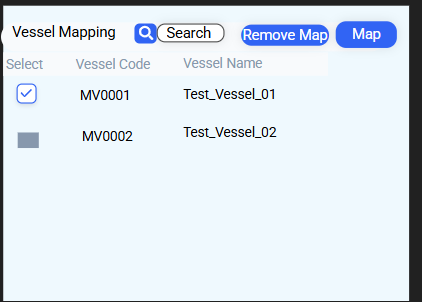 Vessel Mapping Search Remove Map Map
Select Vessel Code Vessel Name
MV0001 Test_Vessel_01
MV0002 Test_Vessel_02